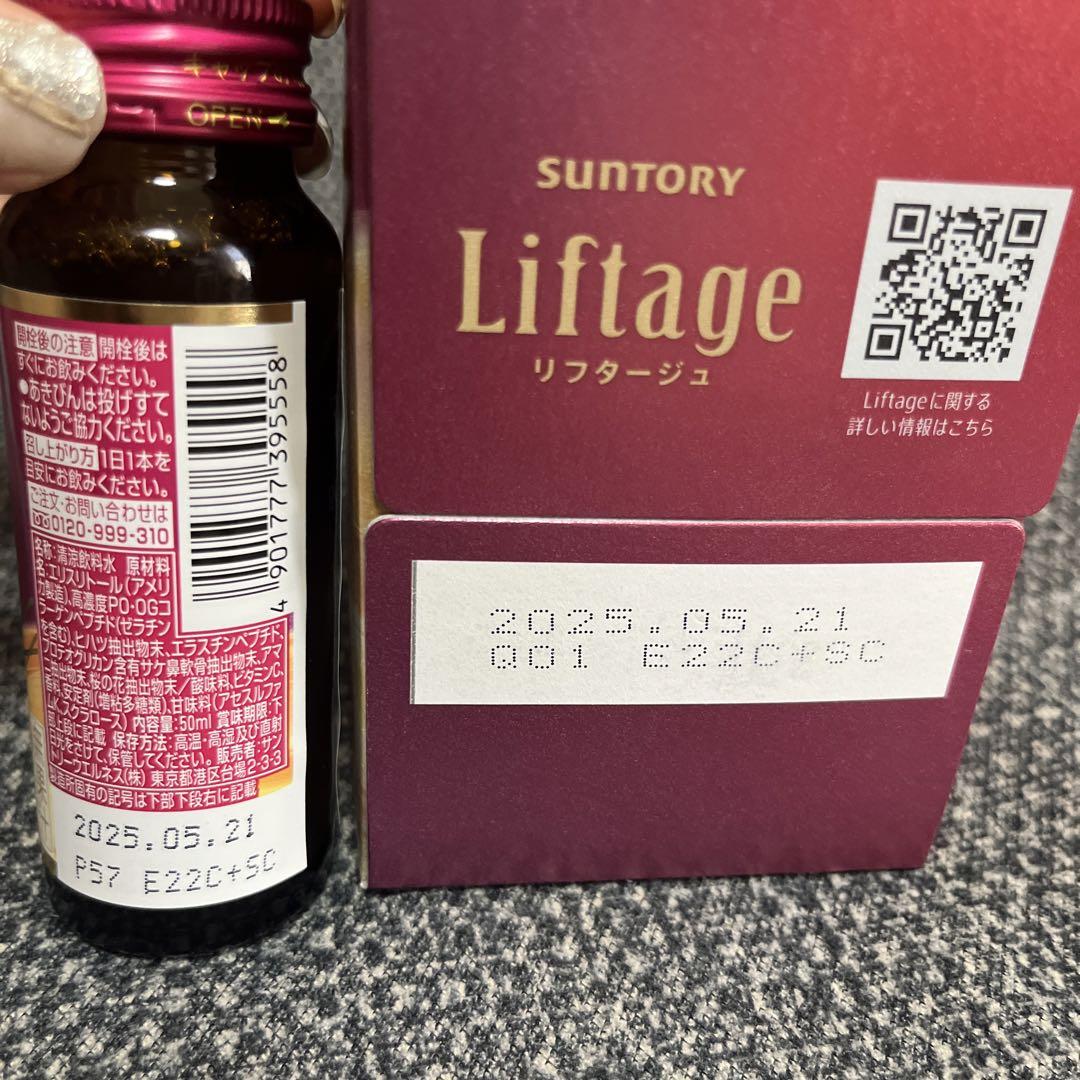 OPEN
開栓後の注意 開栓後は
すぐにお飲みください。
●あきびんは投げすて
ないようご協力ください。
召し上がり方 1日1本を
目安にお飲みください。
ご注文・お問い合わせは
0120-999-310
名称:清涼飲料水 原材料
名:エリスリトール(アメリ
カ製造)、高濃度PO・OGコ
ラーゲンペプチド(ゼラチン
を含む)、ヒハツ抽出物末、エラスチンペプチド、
プロテオグリカン含有サケ鼻軟骨抽出物末、アマ
抽出物末、桜の花抽出物末/酸味料、ビタミンC、
香料、安定剤(増粘多糖類)、甘味料(アセスルファ
ムK、スクラロース) 内容量:50ml 賞味期限:下
部上段に記載 保存方法:高温・高湿及び直射
日光をさけて、保管してください。 販売者:サン
トリーウエルネス(株) 東京都港区台場2-3-3
製造所固有の記号は下部下段右に記載
4 901777 395558
2025.05.21
P57 E22C+SC
SUNTORY
Liftage
リフタージュ
Liftageに関する
詳しい情報はこちら
2025.05.21
Q01 E22C+SC